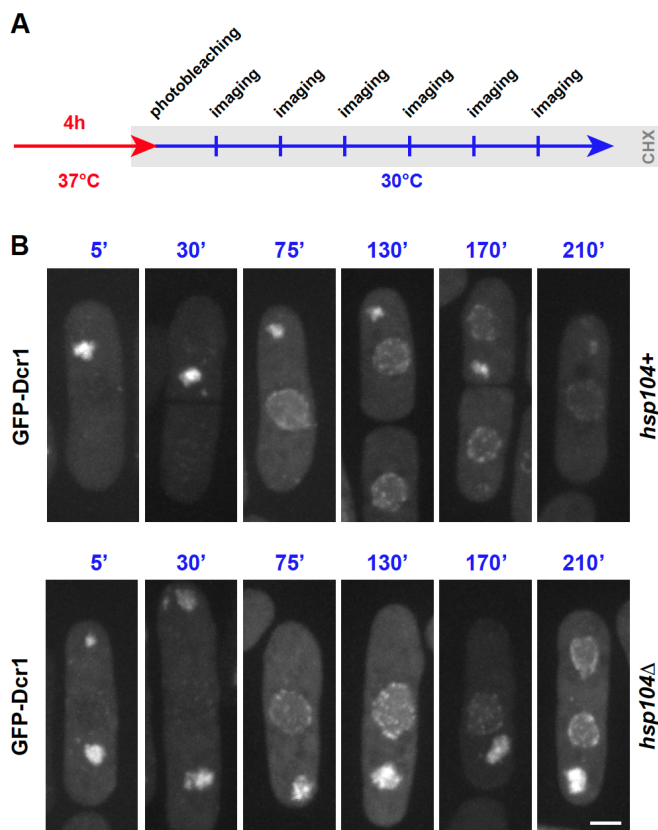 A
photobleaching
imaging
imaging
imaging
imaging
imaging
imaging
4h
37°C
30°C
CHX
B
5’ 30’ 75’ 130’ 170’ 210’
GFP-Dcr1
hsp104+
5’ 30’ 75’ 130’ 170’ 210’
GFP-Dcr1
hsp104Δ